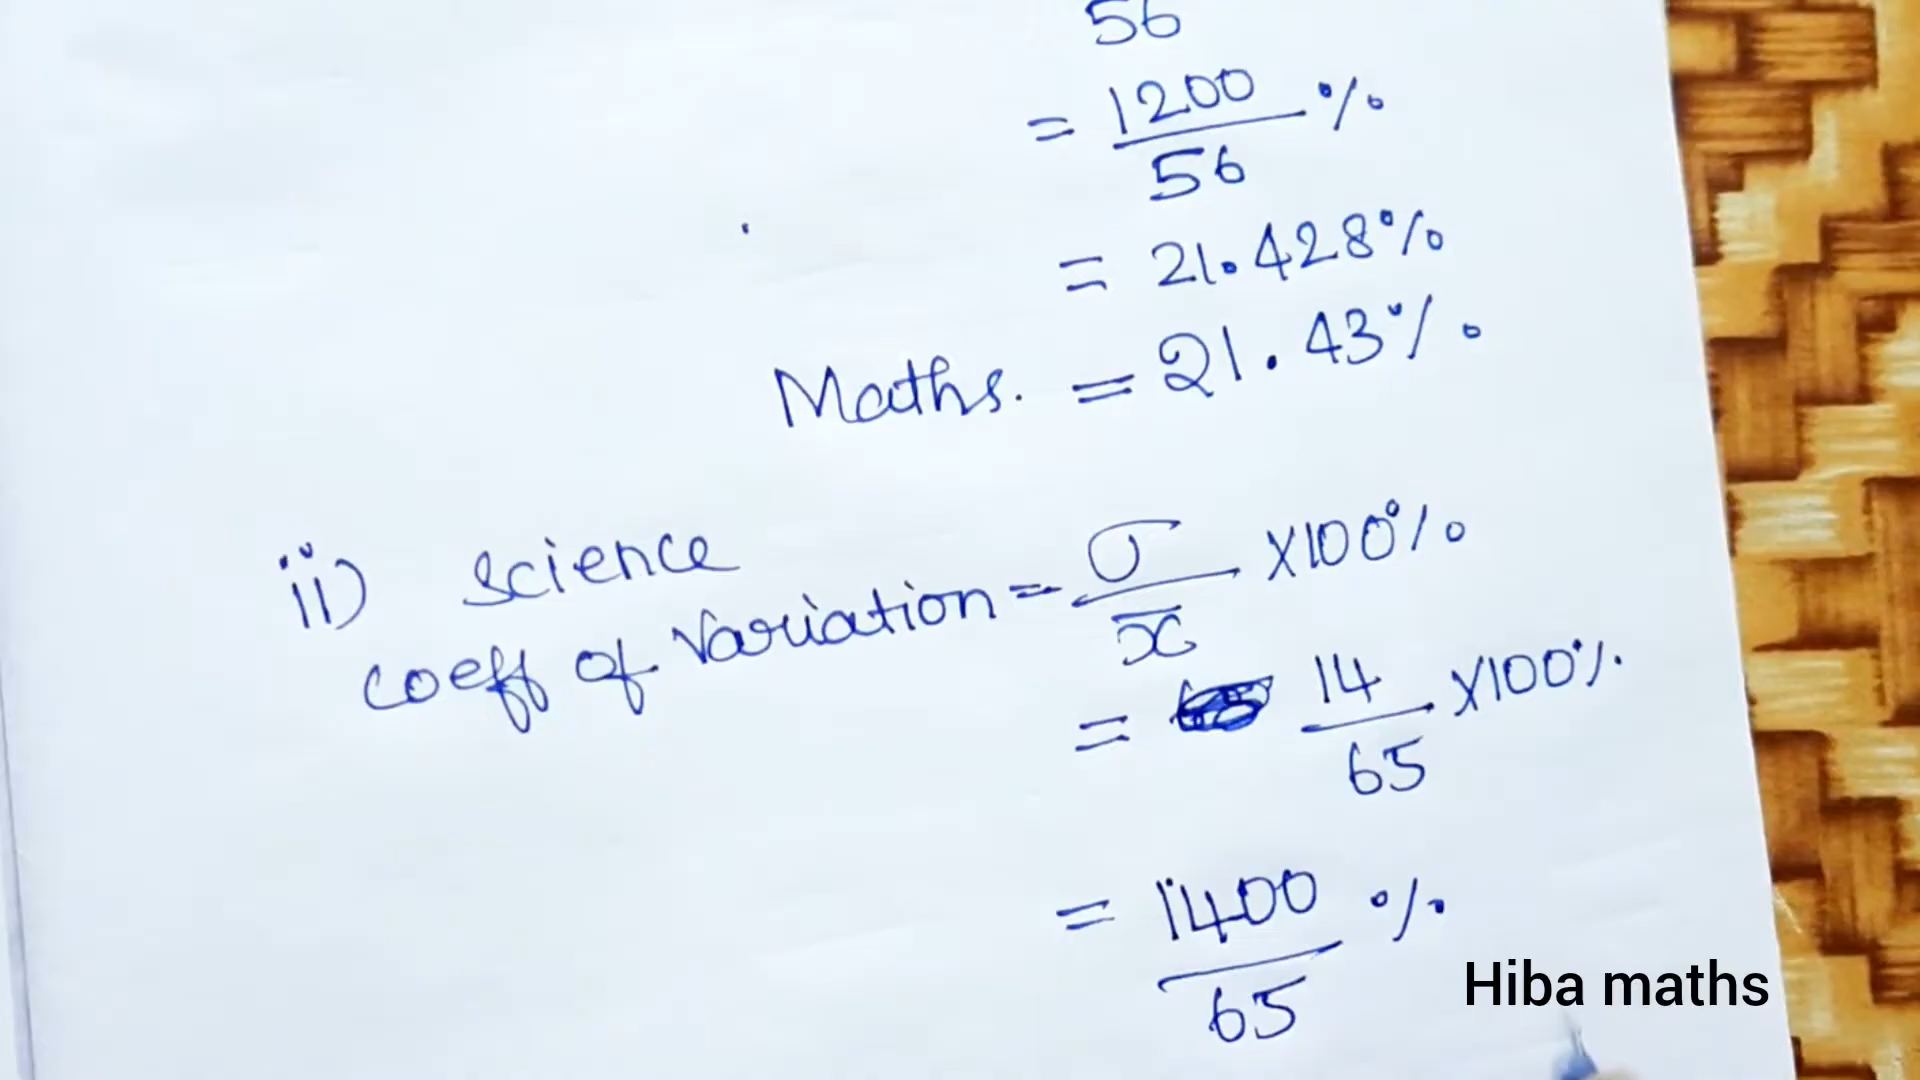 56
= 1200/56 %
= 21.428%
Maths. = 21.43%.
ii) Science
coeff of Variation = σ/x̄ ×100%
= 14/65 ×100%.
= 1400/65 %.
Hiba maths